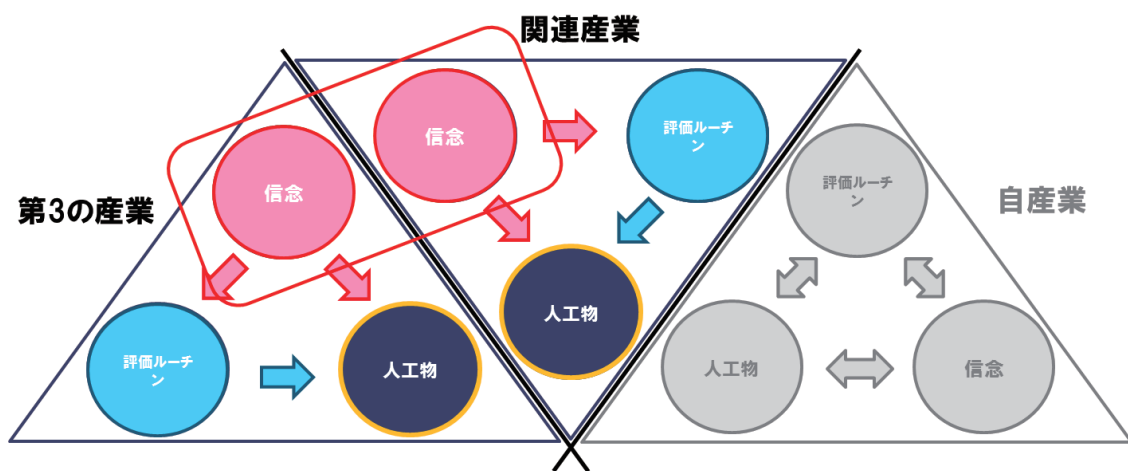 関連産業
信念
評価ルーチ
ン
人工物
第3の産業
信念
評価ルーチ
ン
人工物
自産業
評価ルーチ
ン
人工物
信念